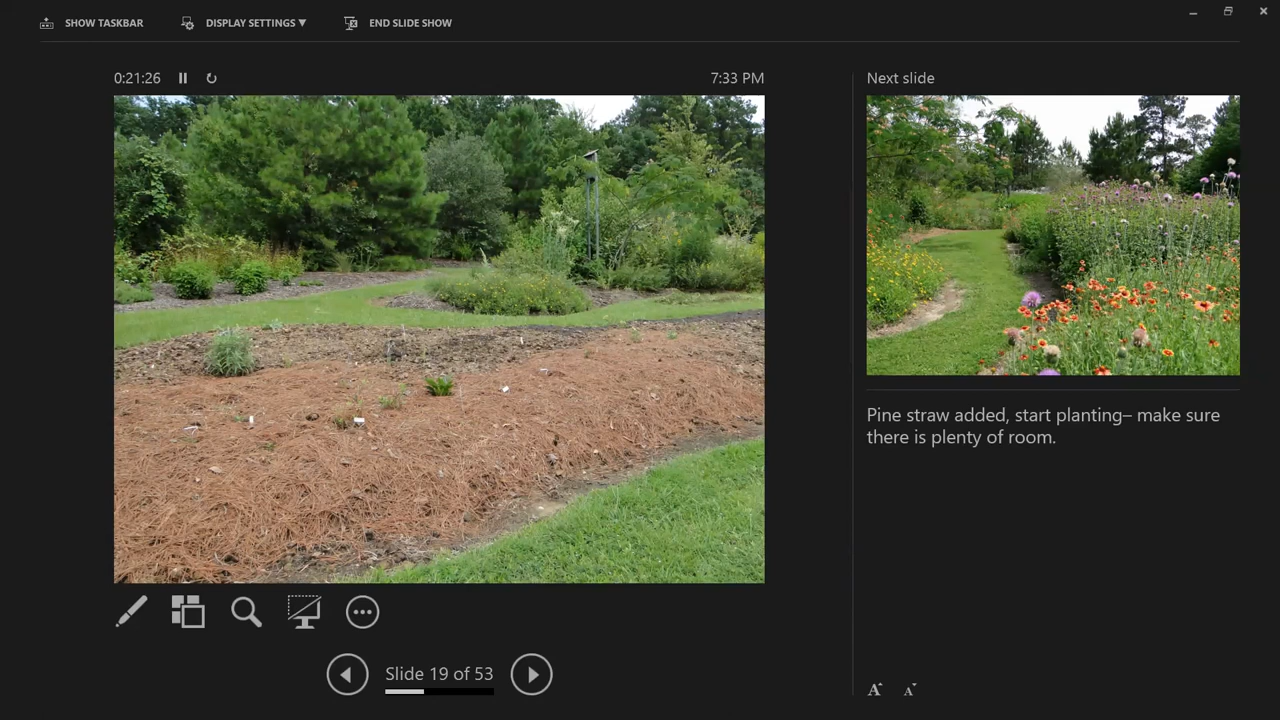 SHOW TASKBAR
DISPLAY SETTINGS ▼
END SLIDE SHOW
0:21:26
7:33 PM
Next slide
Pine straw added, start planting– make sure
there is plenty of room.
Slide 19 of 53
A A